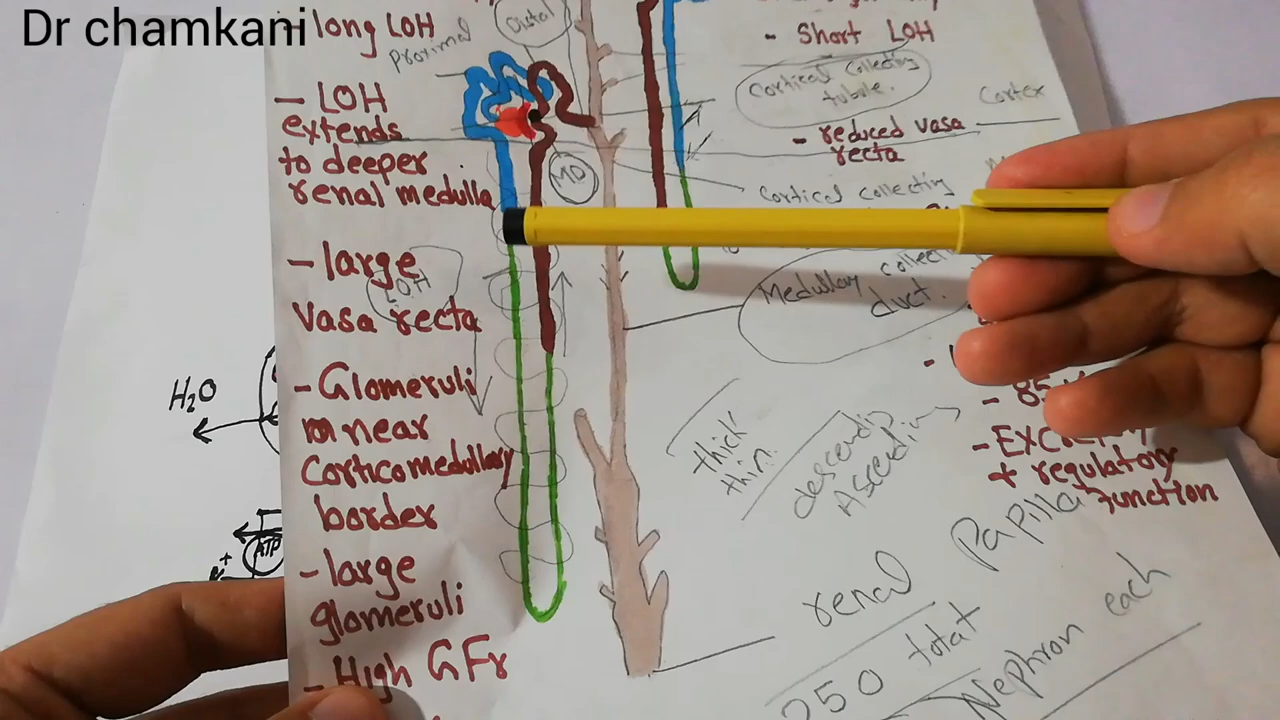 Dr chamkani
- long LOH
Proximal
Distal
- LOH
extends
to deeper
renal medulla
- large
Vasa recta
LOH
- Glomeruli
near
Corticomedullary
border
- large
glomeruli
- High GFr
H₂O
ATP
MD
- Short LOH
Cortical collecting
tubule.
Cortex
- reduced vasa
recta
Cortical collecting
Medullary
duct.
thick
thin
descendin
Ascending
- 85
+ regulatory
function
renal Papilla
250 total
Nephron each